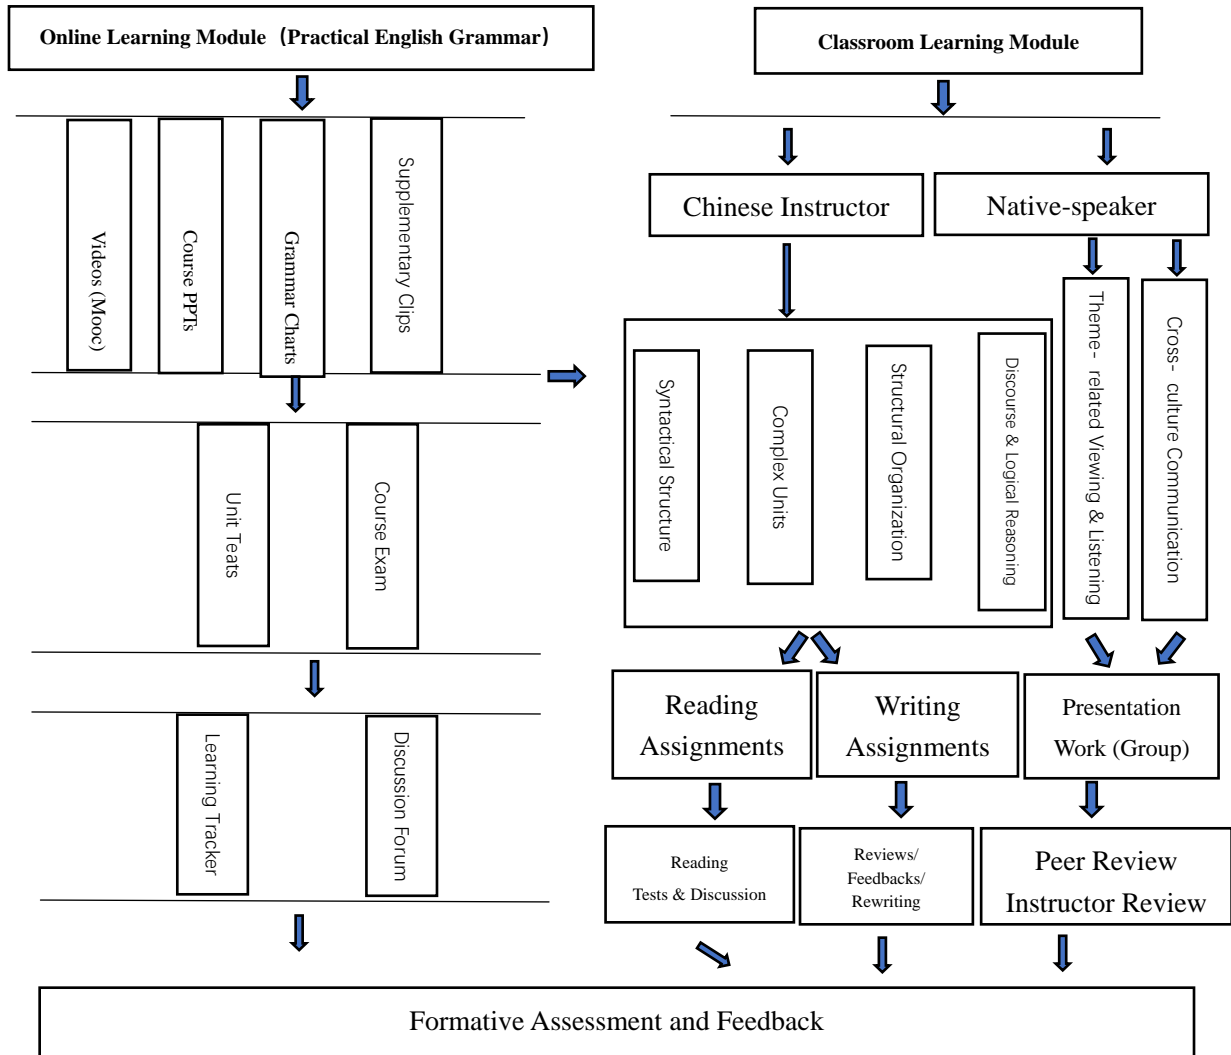 Online Learning Module（Practical English Grammar）
Videos (Mooc)
Course PPTs
Grammar Charts
Supplementary Clips
Unit Teats
Course Exam
Learning Tracker
Discussion Forum
Classroom Learning Module
Chinese Instructor
Native-speaker
Syntactical Structure
Complex Units
Structural Organization
Discourse & Logical Reasoning
Theme- related Viewing & Listening
Cross- culture Communication
Reading
Assignments
Writing
Assignments
Presentation
Work (Group)
Reading
Tests & Discussion
Reviews/
Feedbacks/
Rewriting
Peer Review
Instructor Review
Formative Assessment and Feedback